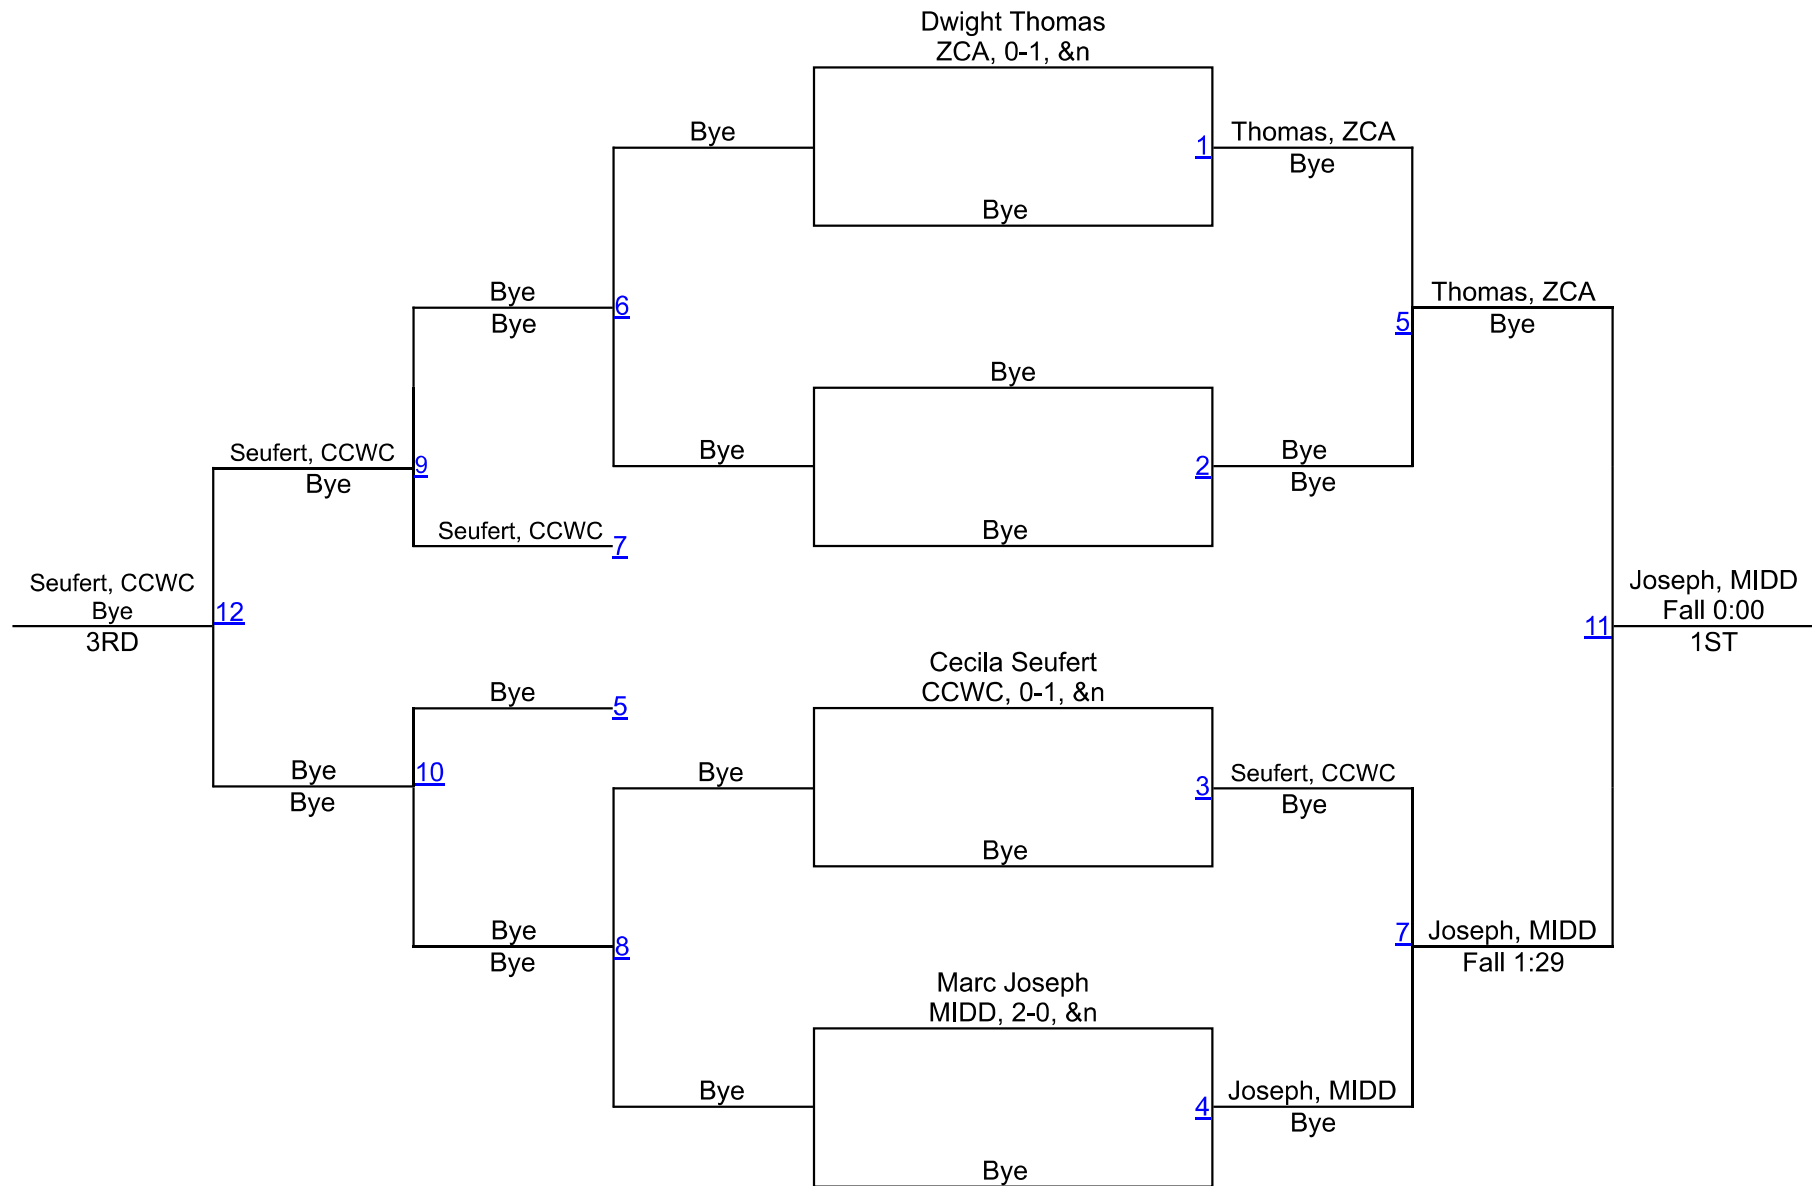 Dwight Thomas
ZCA, 0-1, &n
Bye
1
Thomas, ZCA
Bye
Bye
Bye
Bye
6
5
Thomas, ZCA
Bye
Bye
Seufert, CCWC
Bye
9
Bye
2
Bye
Bye
Seufert, CCWC
7
Bye
Seufert, CCWC
Bye
3RD
12
11
Joseph, MIDD
Fall 0:00
1ST
Cecila Seufert
CCWC, 0-1, &n
Bye
5
Bye
Bye
10
Bye
3
Seufert, CCWC
Bye
Bye
Bye
Bye
8
7
Joseph, MIDD
Fall 1:29
Marc Joseph
MIDD, 2-0, &n
Bye
4
Joseph, MIDD
Bye
Bye